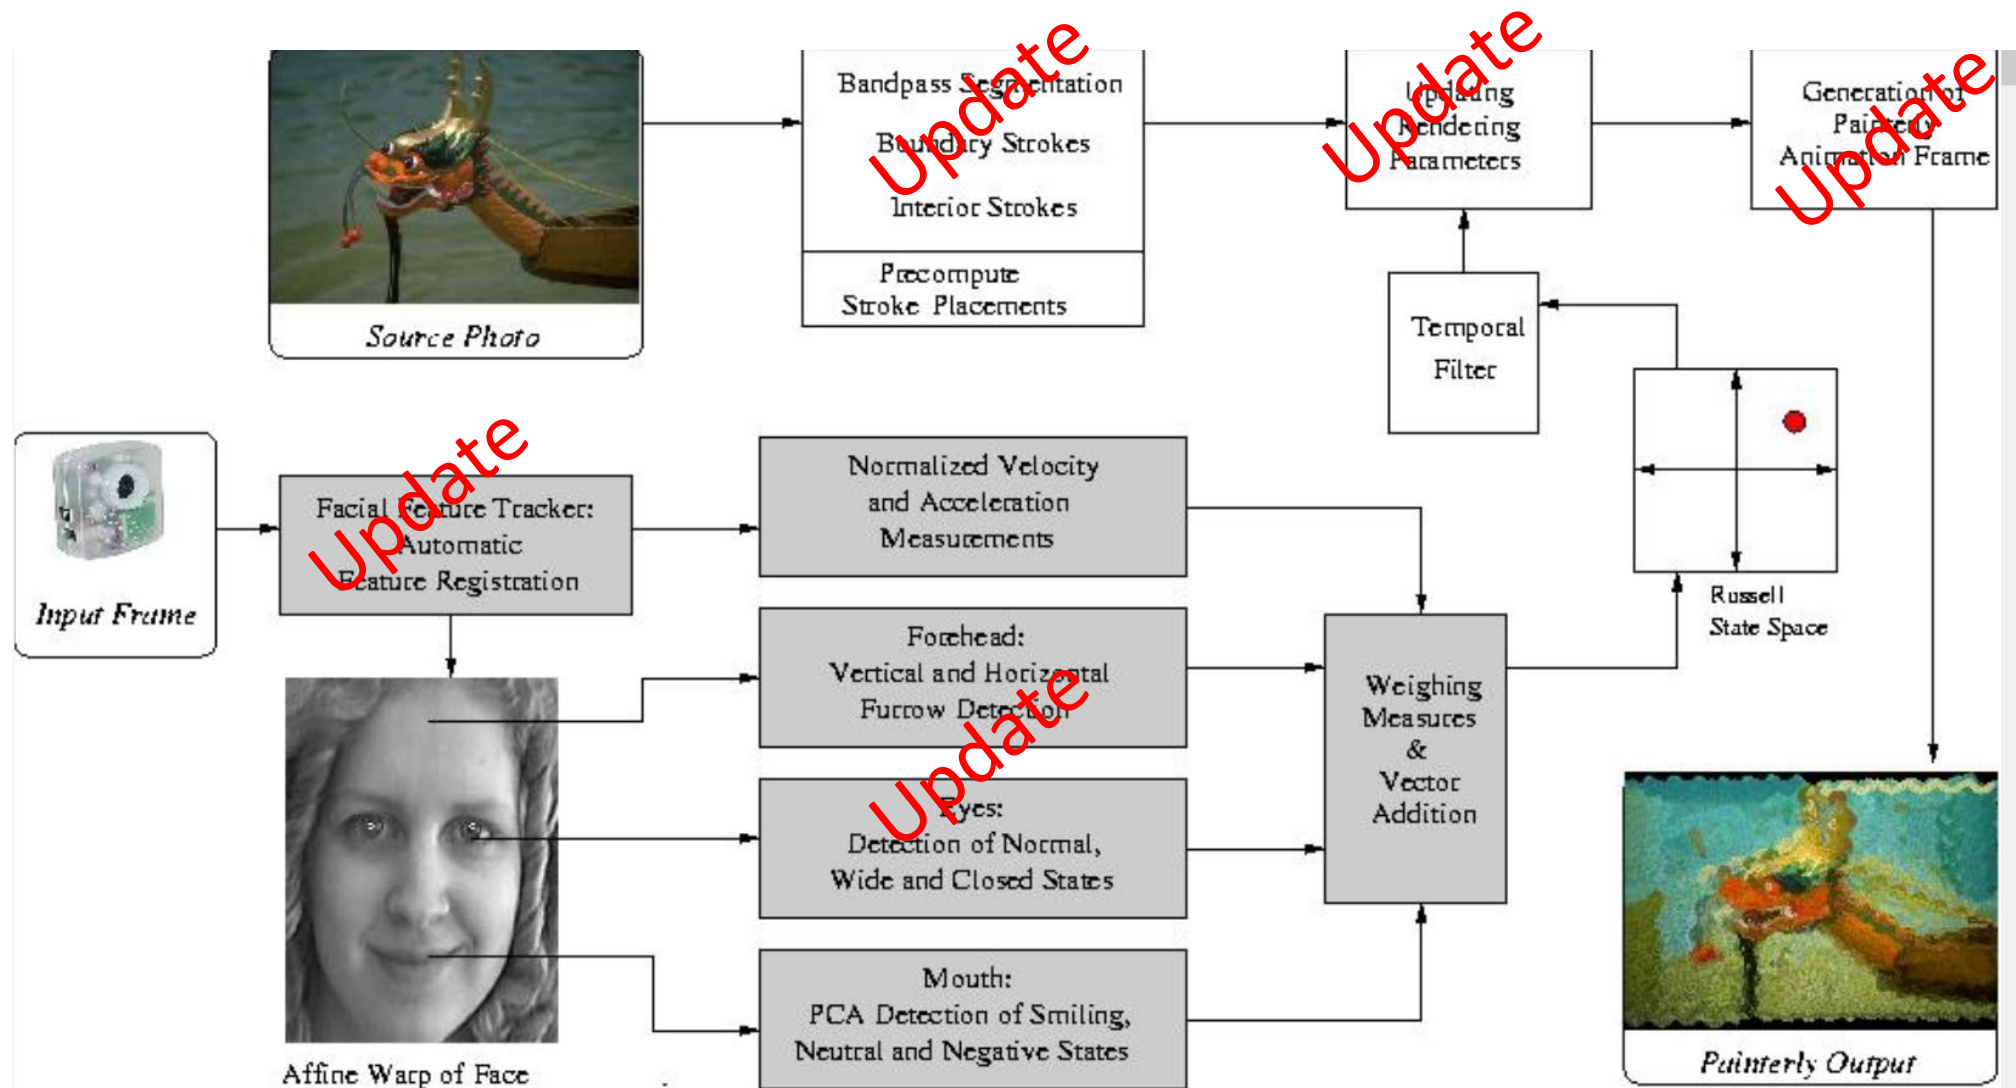 Bandpass Segmentation
Boundary Strokes
Interior Strokes
Precompute
Stroke Placements
Update
Updating
Rendering
Parameters
Update
Generation of
Painterly
Animation Frame
Update
Source Photo
Temporal
Filter
Russell
State Space
Input Frame
Facial Feature Tracker:
Automatic
Feature Registration
Update
Normalized Velocity
and Acceleration
Measurements
Forehead:
Vertical and Horizontal
Furrow Detection
Update
Eyes:
Detection of Normal,
Wide and Closed States
Mouth:
PCA Detection of Smiling,
Neutral and Negative States
Weighing
Measures
&
Vector
Addition
Affine Warp of Face
Painterly Output